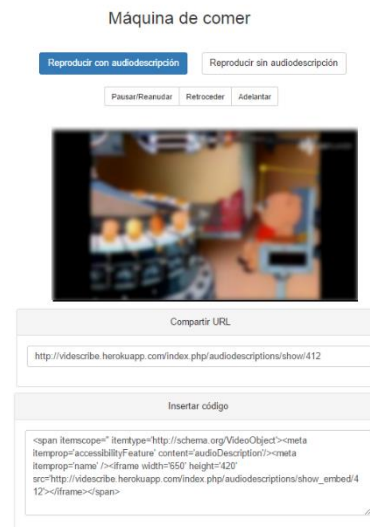 Máquina de comer
Reproducir con audiodescripción Reproducir sin audiodescripción
Pausar/Reanudar Retroceder Adelantar
Compartir URL
http://videscribe.herokuapp.com/index.php/audiodescriptions/show/412
Insertar código
<span itemscope='' itemtype='http://schema.org/VideoObject'><meta
itemprop='accessibilityFeature' content='audioDescription'/><meta
itemprop='name' /><iframe width='650' height='420'
src='http://videscribe.herokuapp.com/index.php/audiodescriptions/show_embed/4
12'></iframe></span>